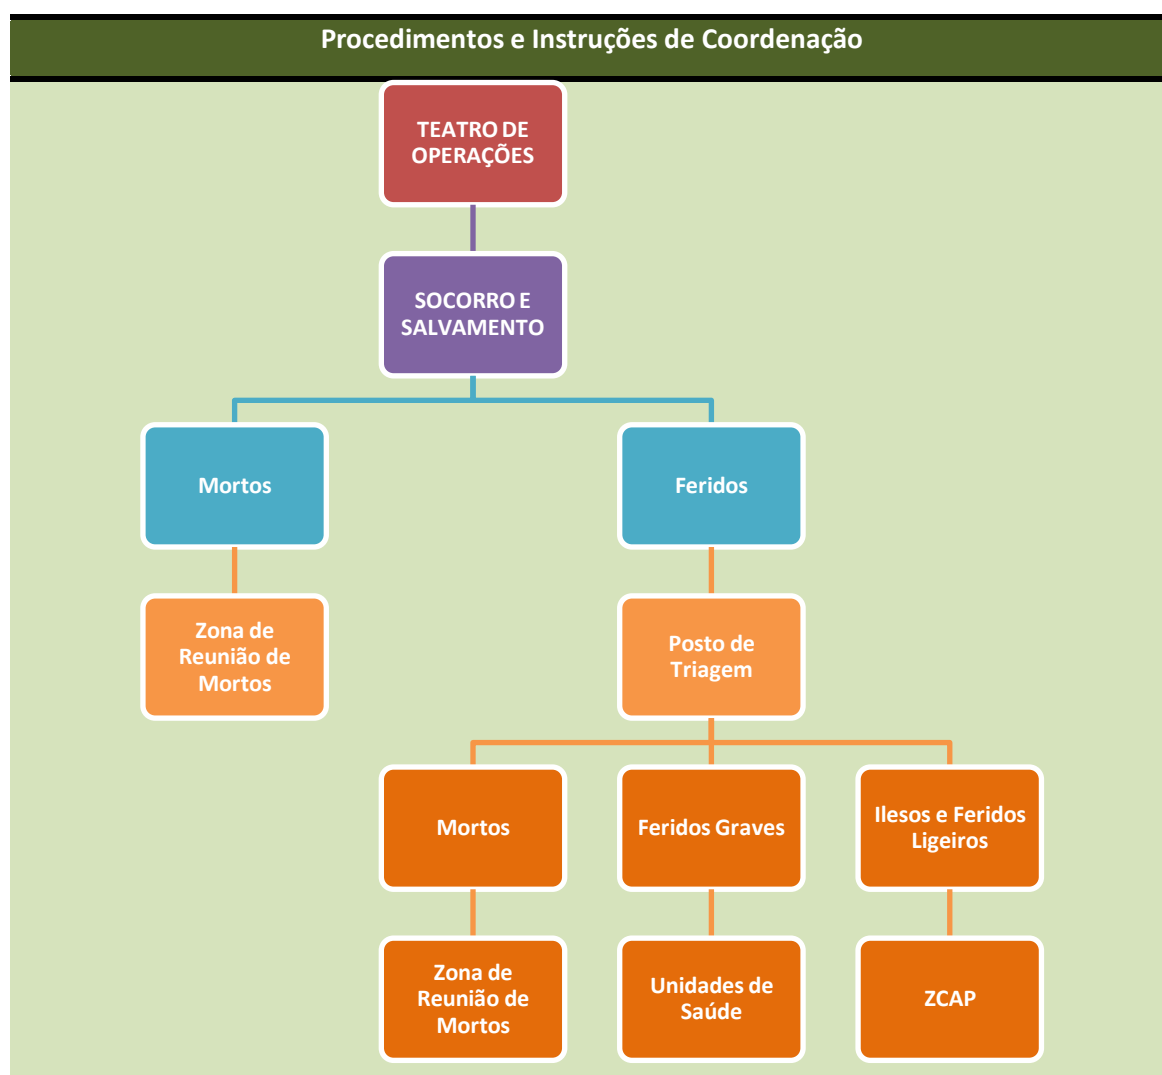 Procedimentos e Instruções de Coordenação
TEATRO DE
OPERAÇÕES
SOCORRO E
SALVAMENTO
Mortos
Feridos
Zona de
Reunião de
Mortos
Posto de
Triagem
Mortos
Feridos Graves
Ilesos e Feridos
Ligeiros
Zona de
Reunião de
Mortos
Unidades de
Saúde
ZCAP